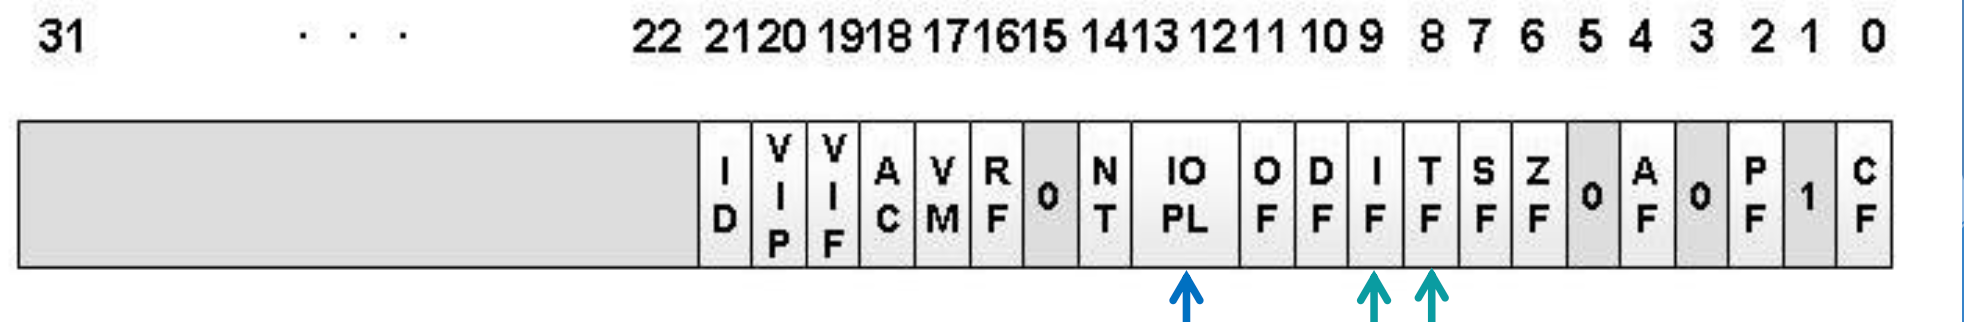 31 . . . 22 21 20 19 18 17 16 15 14 13 12 11 10 9 8 7 6 5 4 3 2 1 0
ID VIP VIF AC VM RF 0 NT IOPL OF DF IF TF SF ZF 0 AF 0 PF 1 CF